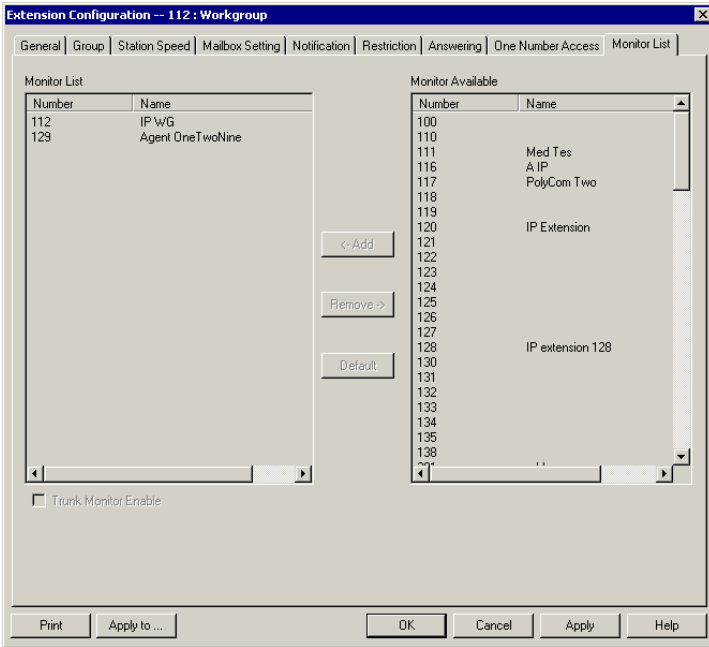 Extension Configuration -- 112 : Workgroup
General Group Station Speed Mailbox Setting Notification Restriction Answering One Number Access Monitor List
Monitor List
Number Name
112 IP WG
129 Agent OneTwoNine
<- Add
Remove ->
Default
Monitor Available
Number Name
100
110
111 Med Tes
116 A IP
117 PolyCom Two
118
119
120 IP Extension
121
122
123
124
125
126
127
128 IP extension 128
130
131
132
133
134
135
138
Trunk Monitor Enable
Print Apply to ... OK Cancel Apply Help